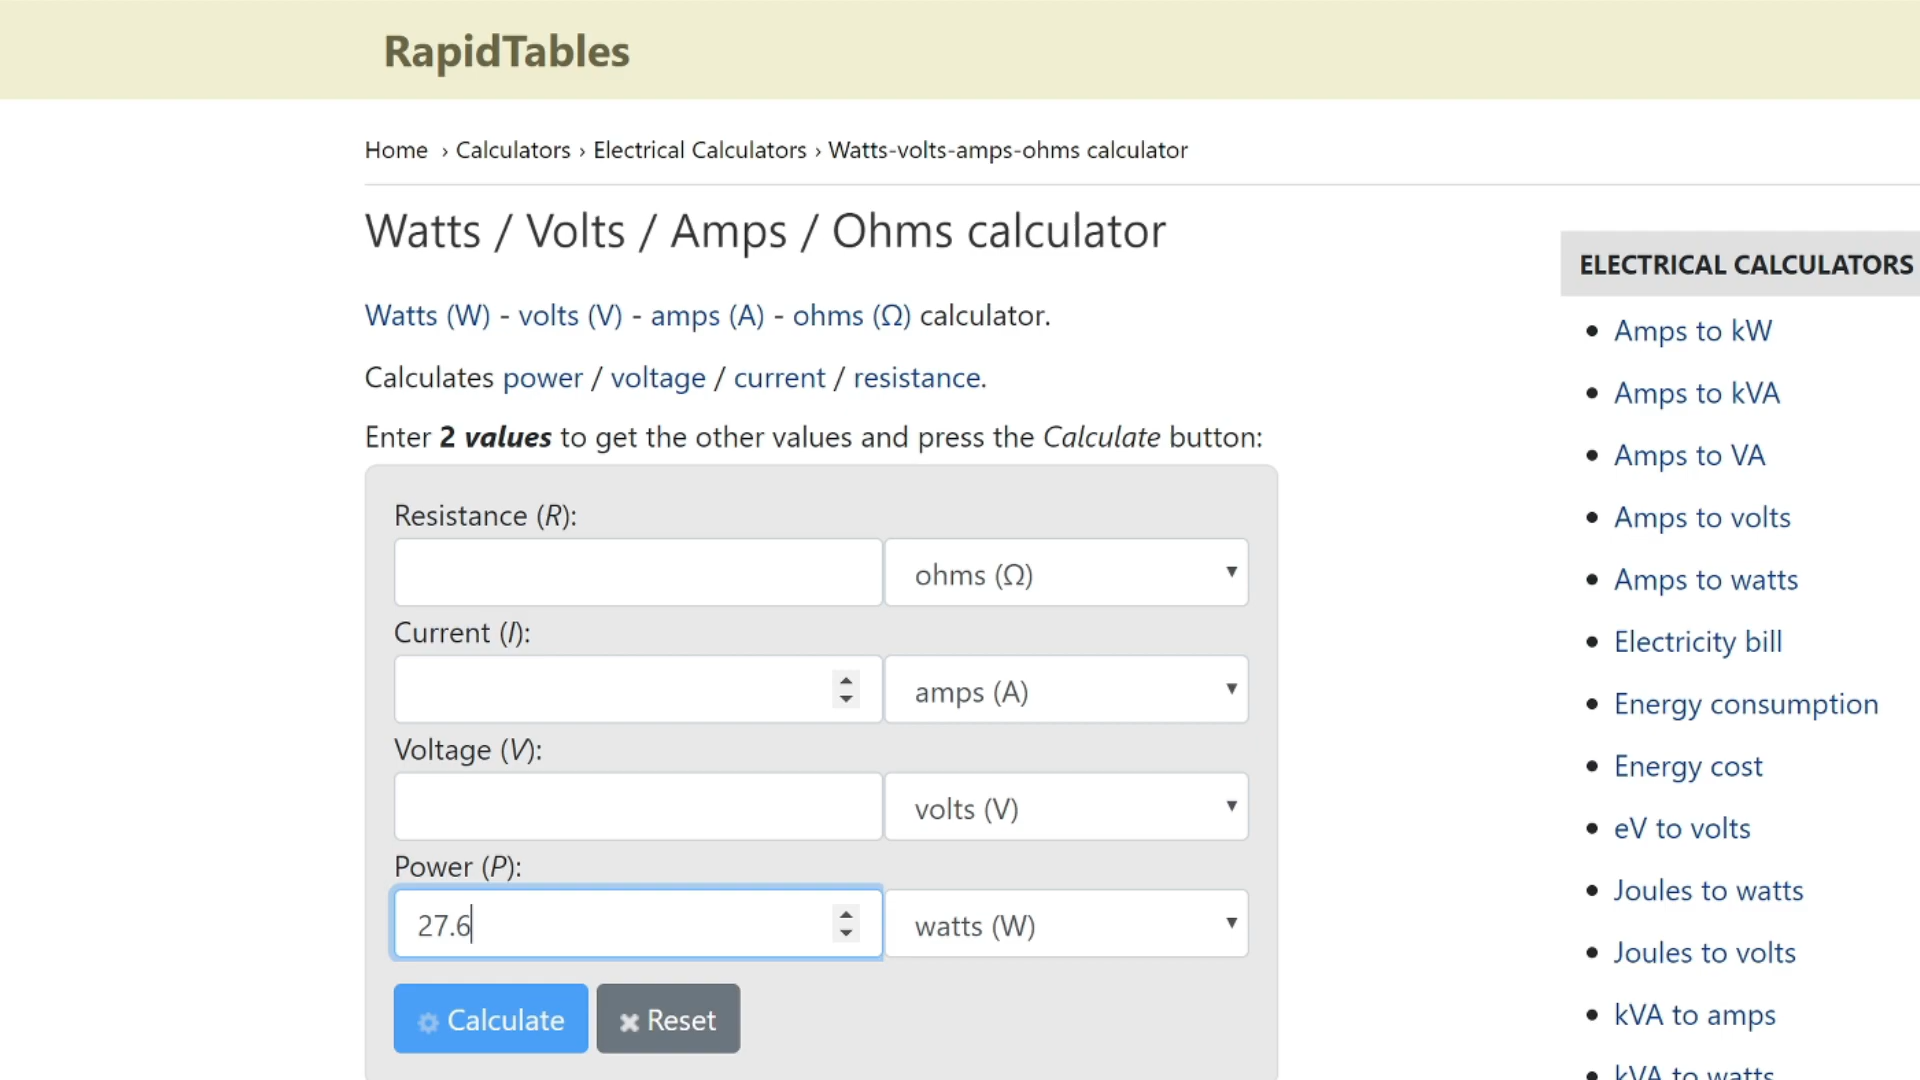 RapidTables
Home › Calculators › Electrical Calculators › Watts-volts-amps-ohms calculator
Watts / Volts / Amps / Ohms calculator
Watts (W) - volts (V) - amps (A) - ohms (Ω) calculator.
Calculates power / voltage / current / resistance.
Enter 2 values to get the other values and press the Calculate button:
Resistance (R):
ohms (Ω)
Current (I):
amps (A)
Voltage (V):
volts (V)
Power (P):
27.6
watts (W)
Calculate
Reset
ELECTRICAL CALCULATORS
Amps to kW
Amps to kVA
Amps to VA
Amps to volts
Amps to watts
Electricity bill
Energy consumption
Energy cost
eV to volts
Joules to watts
Joules to volts
kVA to amps
kVA to watts